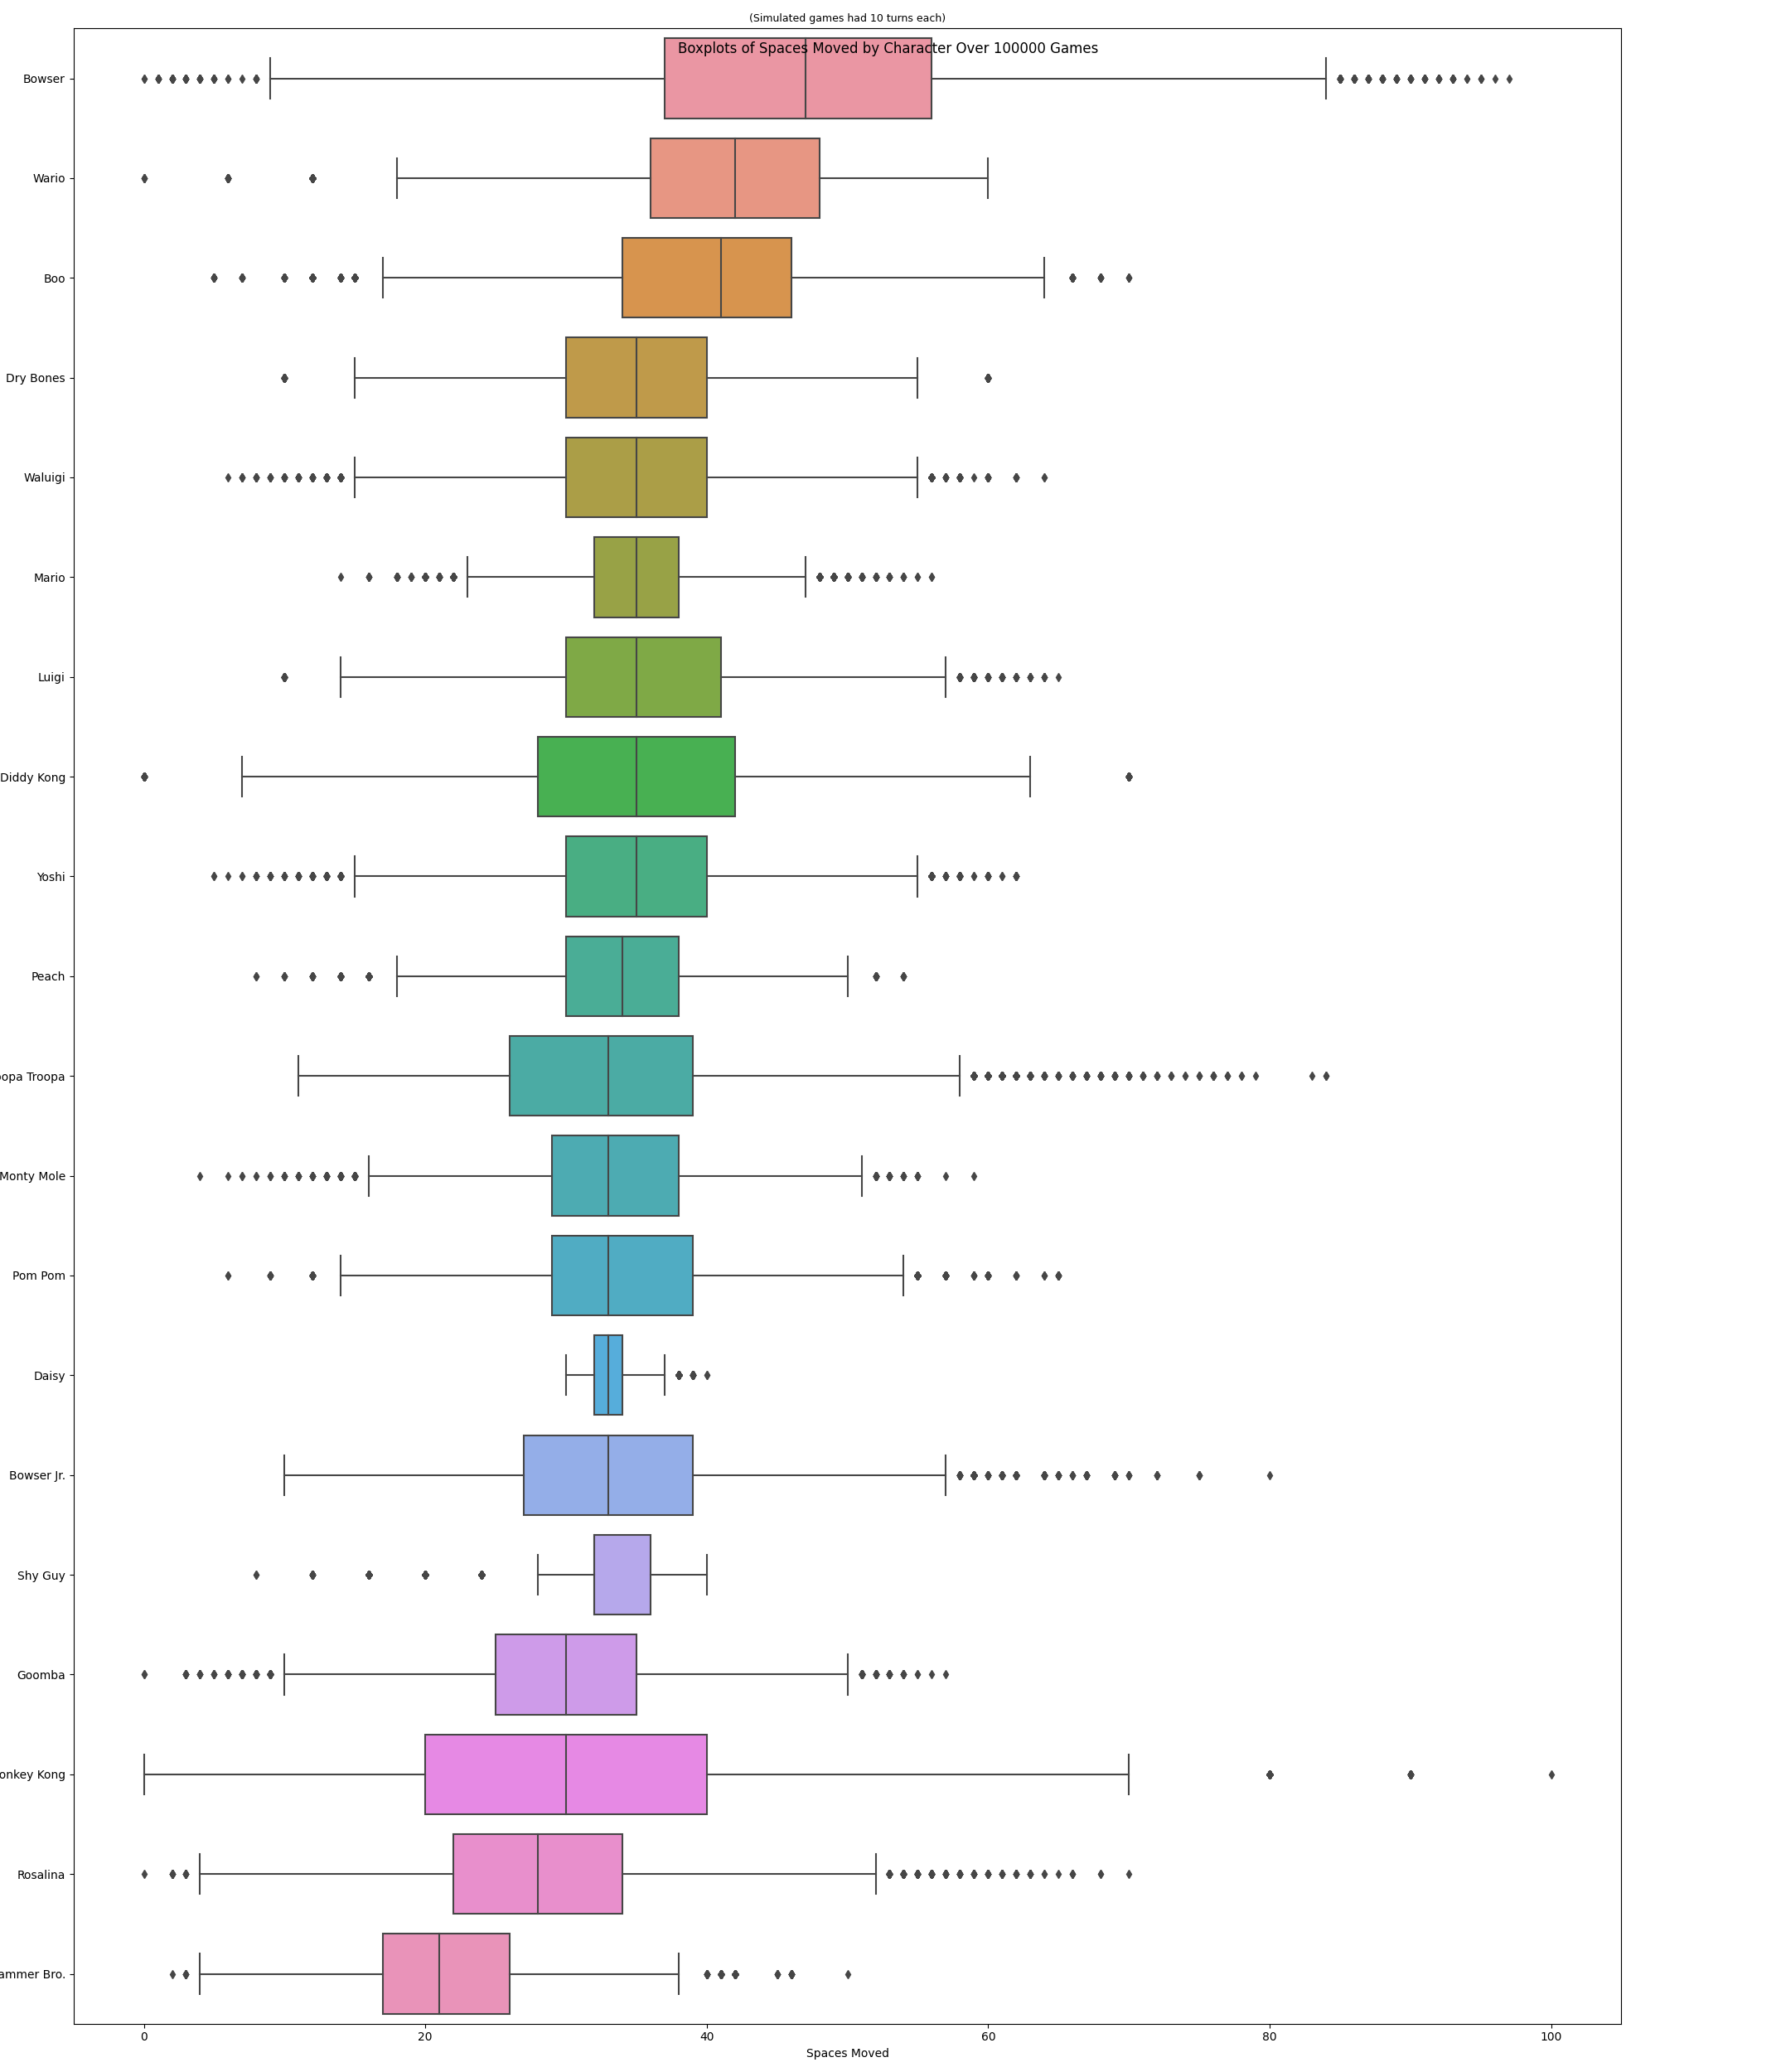 (Simulated games had 10 turns each)
Boxplots of Spaces Moved by Character Over 100000 Games
Bowser
Wario
Boo
Dry Bones
Waluigi
Mario
Luigi
Diddy Kong
Yoshi
Peach
oopa Troopa
Monty Mole
Pom Pom
Daisy
Bowser Jr.
Shy Guy
Goomba
onkey Kong
Rosalina
ammer Bro.
0 20 40 60 80 100
Spaces Moved